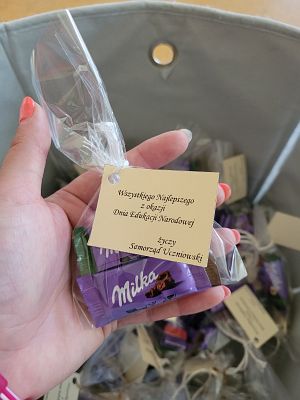 Wszystkiego Najlepszego
z okazji
Dnia Edukacji Narodowej
życzy
Samorząd Uczniowski
Milka